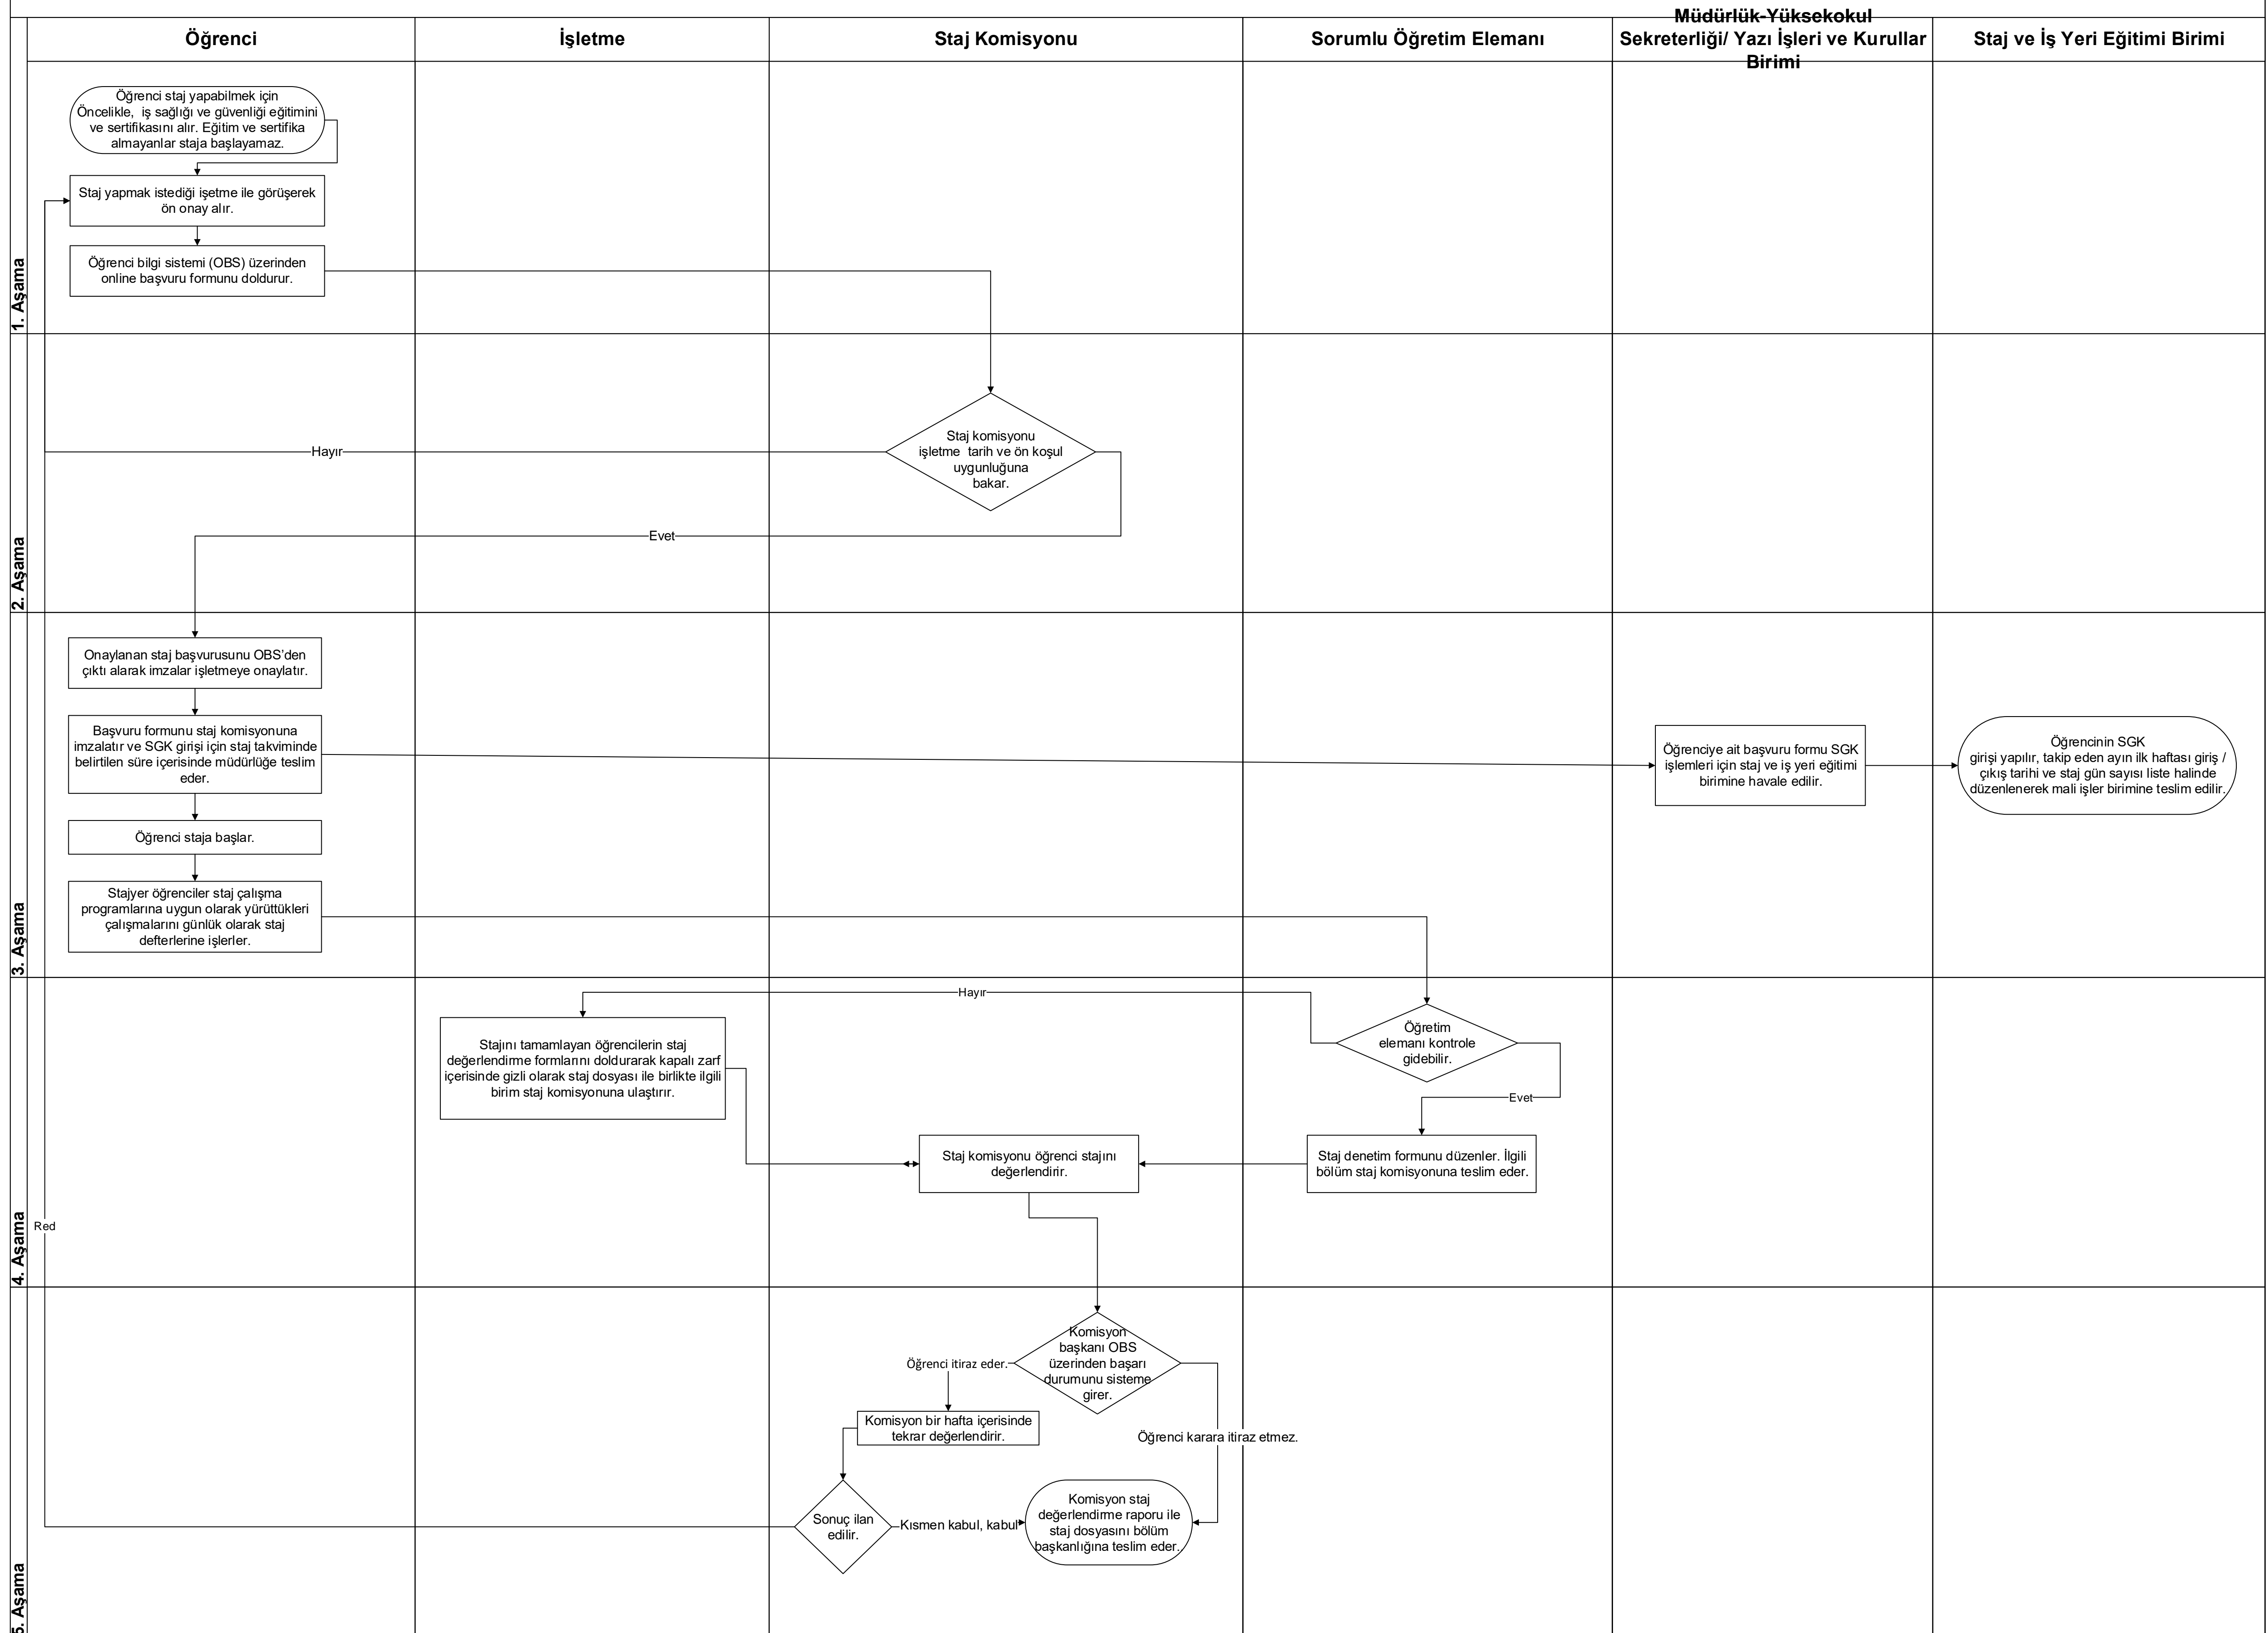 Öğrenci
İşletme
Staj Komisyonu
Sorumlu Öğretim Elemanı
Müdürlük-Yüksekokul
Sekreterliği/ Yazı İşleri ve Kurullar
Birimi
Staj ve İş Yeri Eğitimi Birimi
1. Aşama
Öğrenci staj yapabilmek için
Öncelikle, iş sağlığı ve güvenliği eğitimini
ve sertifikasını alır. Eğitim ve sertifika
almayanlar staja başlayamaz.
Staj yapmak istediği işetme ile görüşerek
ön onay alır.
Öğrenci bilgi sistemi (OBS) üzerinden
online başvuru formunu doldurur.
2. Aşama
Staj komisyonu
işletme tarih ve ön koşul
uygunluğuna
bakar.
Hayır
Evet
3. Aşama
Onaylanan staj başvurusunu OBS’den
çıktı alarak imzalar işletmeye onaylatır.
Başvuru formunu staj komisyonuna
imzalatır ve SGK girişi için staj takviminde
belirtilen süre içerisinde müdürlüğe teslim
eder.
Öğrenciye ait başvuru formu SGK
işlemleri için staj ve iş yeri eğitimi
birimine havale edilir.
Öğrencinin SGK
girişi yapılır, takip eden ayın ilk haftası giriş /
çıkış tarihi ve staj gün sayısı liste halinde
düzenlenerek mali işler birimine teslim edilir.
Öğrenci staja başlar.
Stajyer öğrenciler staj çalışma
programlarına uygun olarak yürüttükleri
çalışmalarını günlük olarak staj
defterlerine işlerler.
4. Aşama
Hayır
Öğretim
elemanı kontrole
gidebilir.
Stajını tamamlayan öğrencilerin staj
değerlendirme formlarını doldurarak kapalı zarf
içerisinde gizli olarak staj dosyası ile birlikte ilgili
birim staj komisyonuna ulaştırır.
Evet
Staj komisyonu öğrenci stajını
değerlendirir.
Staj denetim formunu düzenler. İlgili
bölüm staj komisyonuna teslim eder.
Red
5. Aşama
Komisyon
başkanı OBS
üzerinden başarı
durumunu sisteme
girer.
Öğrenci itiraz eder.
Komisyon bir hafta içerisinde
tekrar değerlendirir.
Öğrenci karara itiraz etmez.
Sonuç ilan
edilir.
Kısmen kabul, kabul
Komisyon staj
değerlendirme raporu ile
staj dosyasını bölüm
başkanlığına teslim eder.